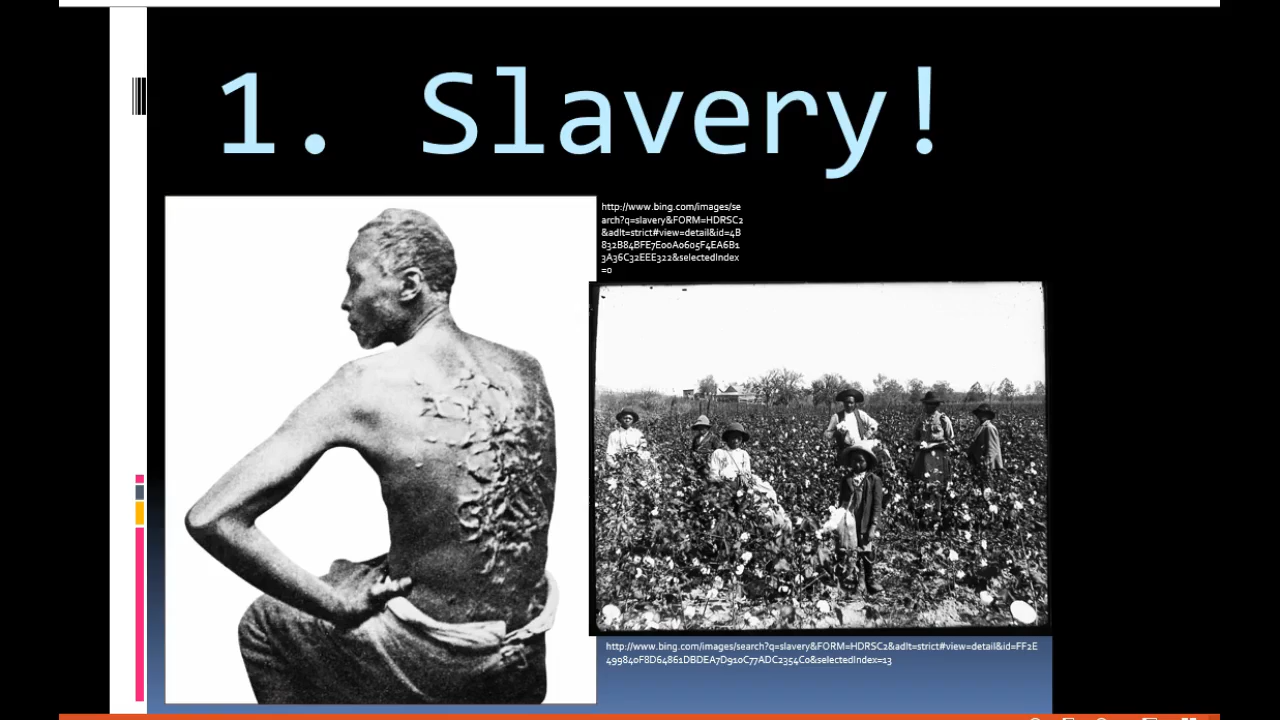 1. Slavery!
http://www.bing.com/images/se
arch?q=slavery&FORM=HDRSC2
&adlt=strict#view=detail&id=4B
832B84BFE7E00A0605F4EA6B1
3A36C32EEE322&selectedIndex
=0
http://www.bing.com/images/search?q=slavery&FORM=HDRSC2&adlt=strict#view=detail&id=FF2E
499840F8D64861DBDEA7D910C77ADC2354C0&selectedIndex=13